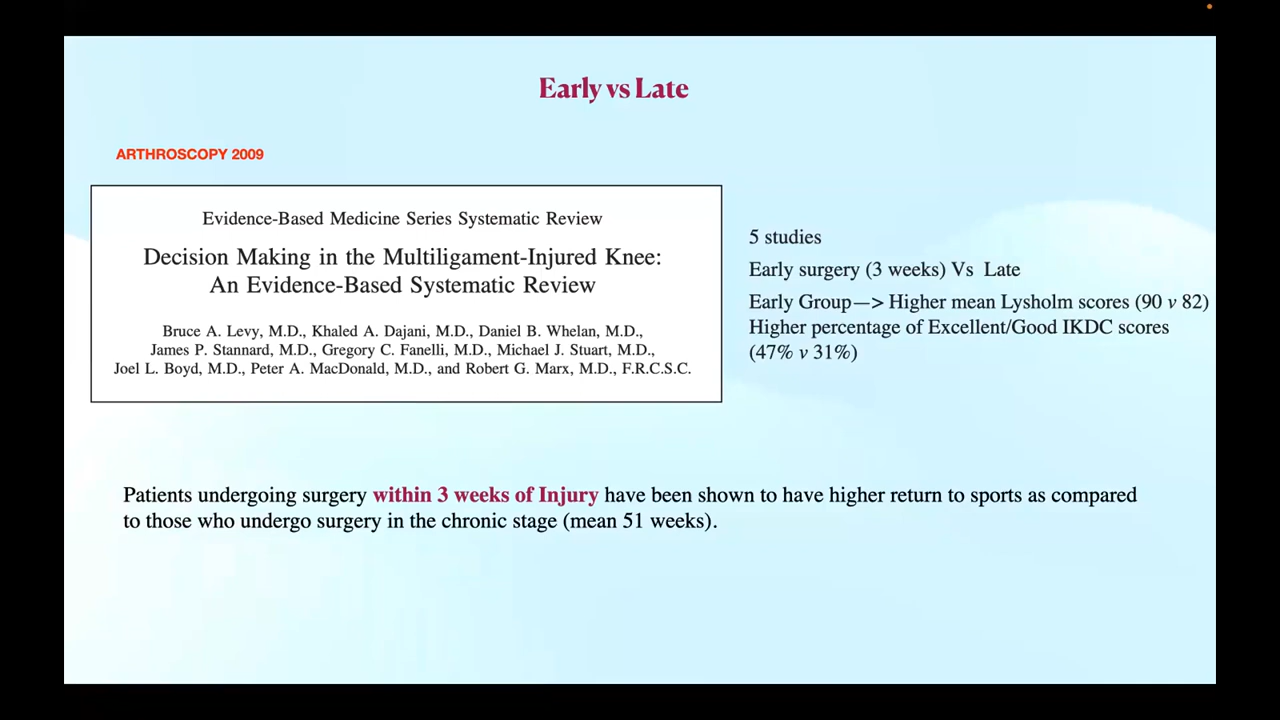 Early vs Late
ARTHROSCOPY 2009
Evidence-Based Medicine Series Systematic Review
Decision Making in the Multiligament-Injured Knee:
An Evidence-Based Systematic Review
Bruce A. Levy, M.D., Khaled A. Dajani, M.D., Daniel B. Whelan, M.D.,
James P. Stannard, M.D., Gregory C. Fanelli, M.D., Michael J. Stuart, M.D.,
Joel L. Boyd, M.D., Peter A. MacDonald, M.D., and Robert G. Marx, M.D., F.R.C.S.C.
5 studies
Early surgery (3 weeks) Vs Late
Early Group—> Higher mean Lysholm scores (90 v 82)
Higher percentage of Excellent/Good IKDC scores
(47% v 31%)
Patients undergoing surgery within 3 weeks of Injury have been shown to have higher return to sports as compared
to those who undergo surgery in the chronic stage (mean 51 weeks).